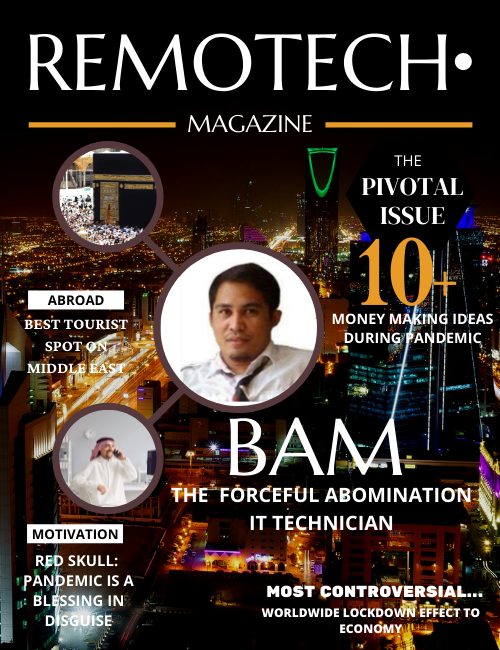 REMOTECH•
MAGAZINE
THE
PIVOTAL
ISSUE
10+
MONEY MAKING IDEAS
DURING PANDEMIC
ABROAD
BEST TOURIST
SPOT ON
MIDDLE EAST
BAM
THE FORCEFUL ABOMINATION
IT TECHNICIAN
MOTIVATION
RED SKULL:
PANDEMIC IS A
BLESSING IN
DISGUISE
MOST CONTROVERSIAL...
WORLDWIDE LOCKDOWN EFFECT TO
ECONOMY